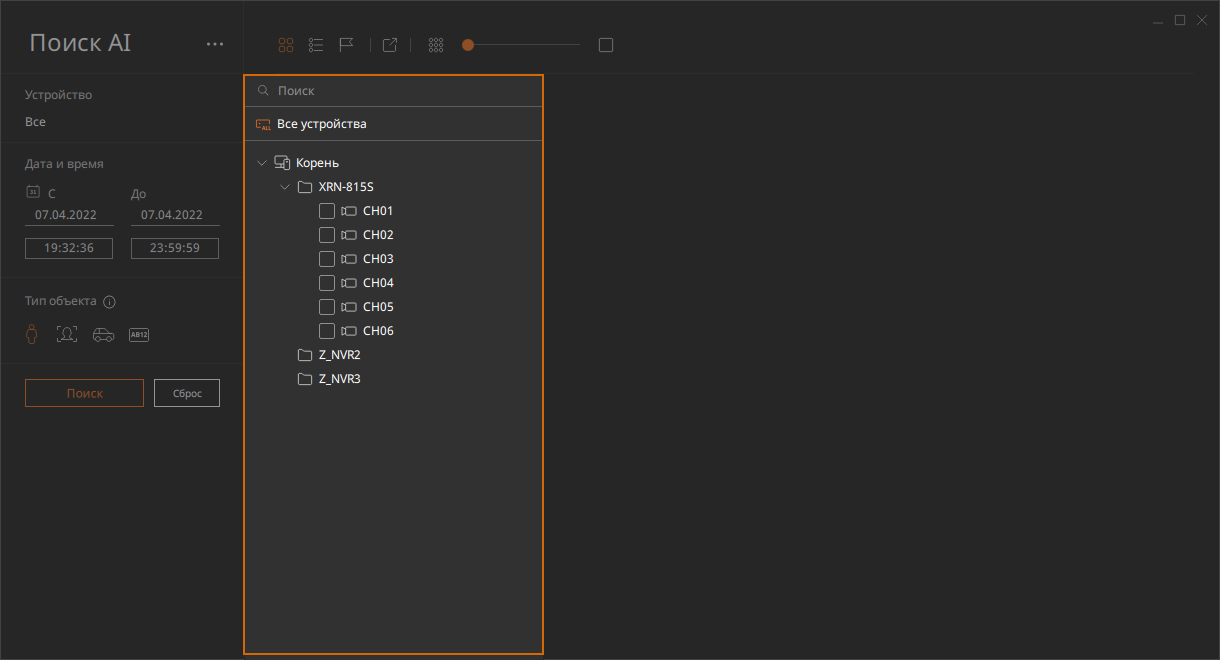 Поиск AI
Устройство
Все
Дата и время
31 С До
07.04.2022 07.04.2022
19:32:36 23:59:59
Тип объекта
AB12
Поиск Сброс
Поиск
ALL Все устройства
Корень
XRN-815S
CH01
CH02
CH03
CH04
CH05
CH06
Z_NVR2
Z_NVR3